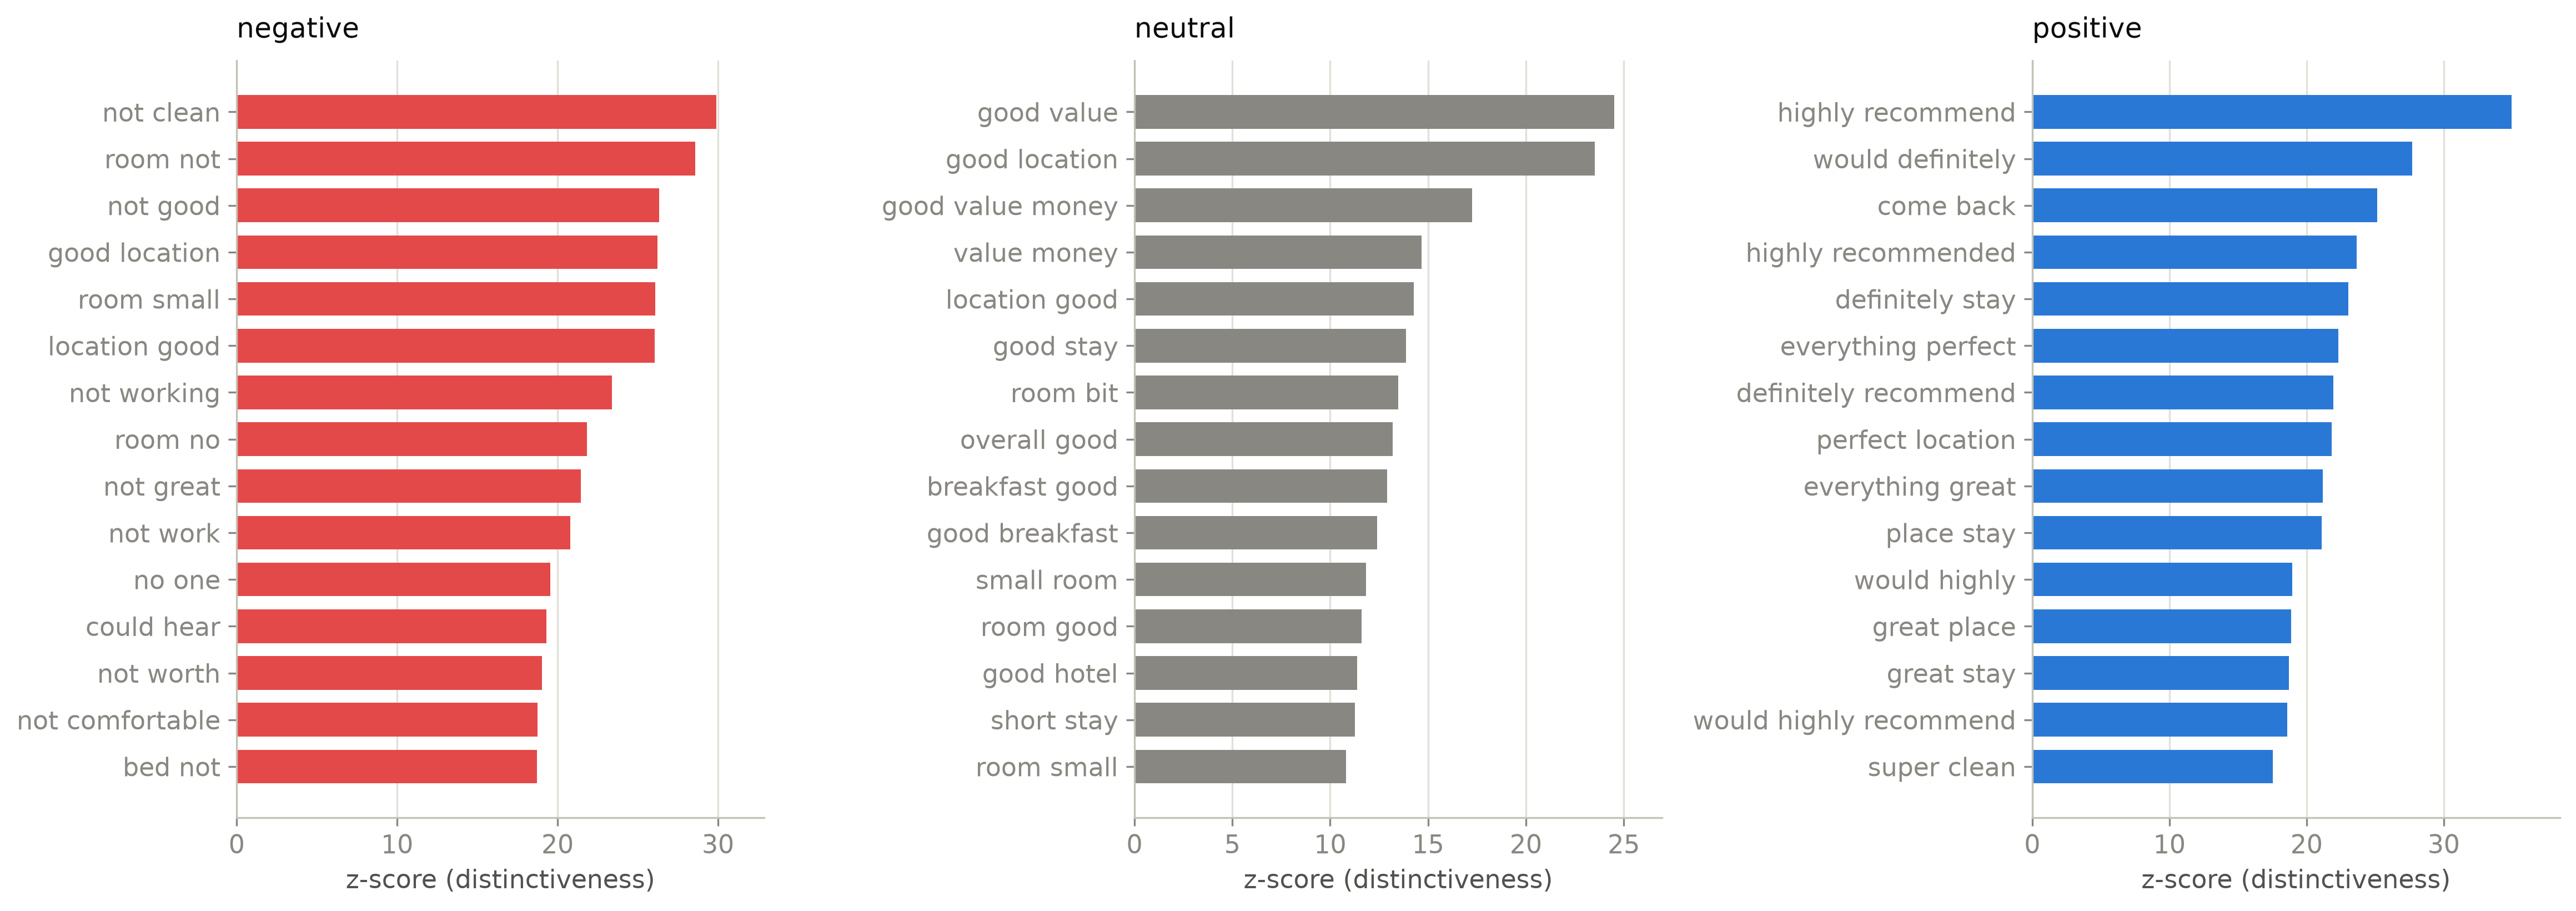 negative
not clean
room not
not good
good location
room small
location good
not working
room no
not great
not work
no one
could hear
not worth
not comfortable
bed not
0 10 20 30
z-score (distinctiveness)
neutral
good value
good location
good value money
value money
location good
good stay
room bit
overall good
breakfast good
good breakfast
small room
room good
good hotel
short stay
room small
0 5 10 15 20 25
z-score (distinctiveness)
positive
highly recommend
would definitely
come back
highly recommended
definitely stay
everything perfect
definitely recommend
perfect location
everything great
place stay
would highly
great place
great stay
would highly recommend
super clean
0 10 20 30
z-score (distinctiveness)